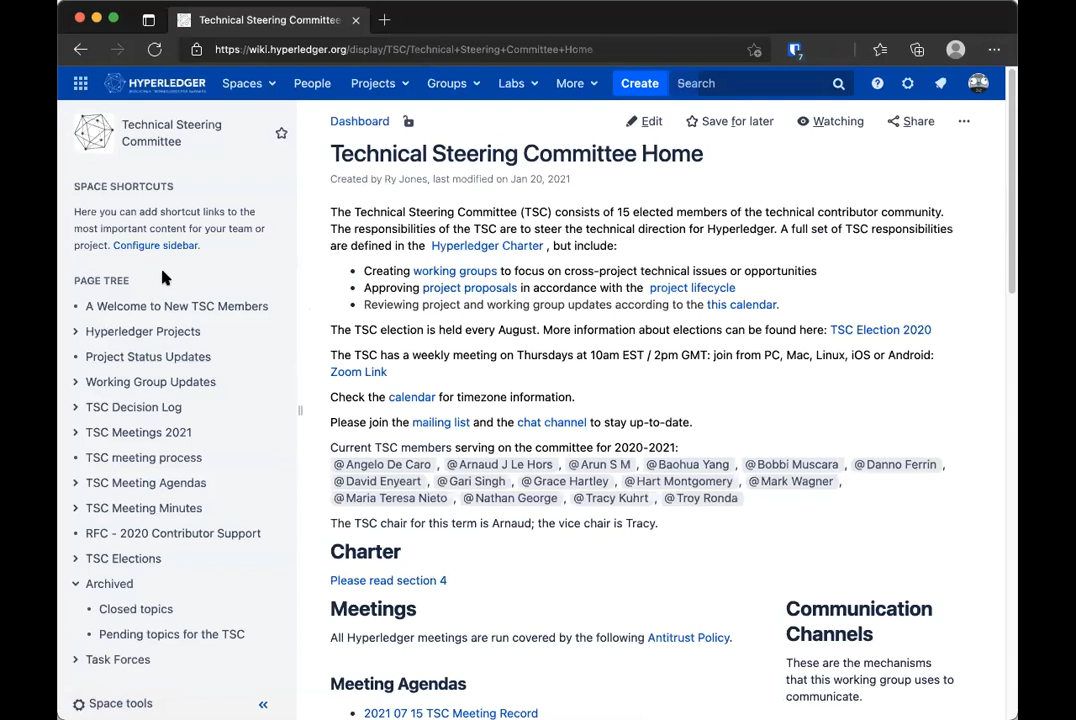 Technical Steering Committee
https://wiki.hyperledger.org/display/TSC/Technical+Steering+Committee+Home
7
HYPERLEDGER
Spaces
People
Projects
Groups
Labs
More
Create
Search
Technical Steering
Committee
SPACE SHORTCUTS
Here you can add shortcut links to the
most important content for your team or
project. Configure sidebar.
PAGE TREE
A Welcome to New TSC Members
Hyperledger Projects
Project Status Updates
Working Group Updates
TSC Decision Log
TSC Meetings 2021
TSC meeting process
TSC Meeting Agendas
TSC Meeting Minutes
RFC - 2020 Contributor Support
TSC Elections
Archived
Closed topics
Pending topics for the TSC
Task Forces
Space tools
Dashboard
Edit
Save for later
Watching
Share
Technical Steering Committee Home
Created by Ry Jones, last modified on Jan 20, 2021
The Technical Steering Committee (TSC) consists of 15 elected members of the technical contributor community.
The responsibilities of the TSC are to steer the technical direction for Hyperledger. A full set of TSC responsibilities
are defined in the Hyperledger Charter , but include:
Creating working groups to focus on cross-project technical issues or opportunities
Approving project proposals in accordance with the project lifecycle
Reviewing project and working group updates according to the this calendar.
The TSC election is held every August. More information about elections can be found here: TSC Election 2020
The TSC has a weekly meeting on Thursdays at 10am EST / 2pm GMT: join from PC, Mac, Linux, iOS or Android:
Zoom Link
Check the calendar for timezone information.
Please join the mailing list and the chat channel to stay up-to-date.
Current TSC members serving on the committee for 2020-2021:
@Angelo De Caro , @Arnaud J Le Hors , @Arun S M , @Baohua Yang , @Bobbi Muscara , @Danno Ferrin ,
@David Enyeart , @Gari Singh , @Grace Hartley , @Hart Montgomery , @Mark Wagner ,
@Maria Teresa Nieto , @Nathan George , @Tracy Kuhrt , @Troy Ronda
The TSC chair for this term is Arnaud; the vice chair is Tracy.
Charter
Please read section 4
Meetings
All Hyperledger meetings are run covered by the following Antitrust Policy.
Meeting Agendas
2021 07 15 TSC Meeting Record
Communication
Channels
These are the mechanisms
that this working group uses to
communicate.